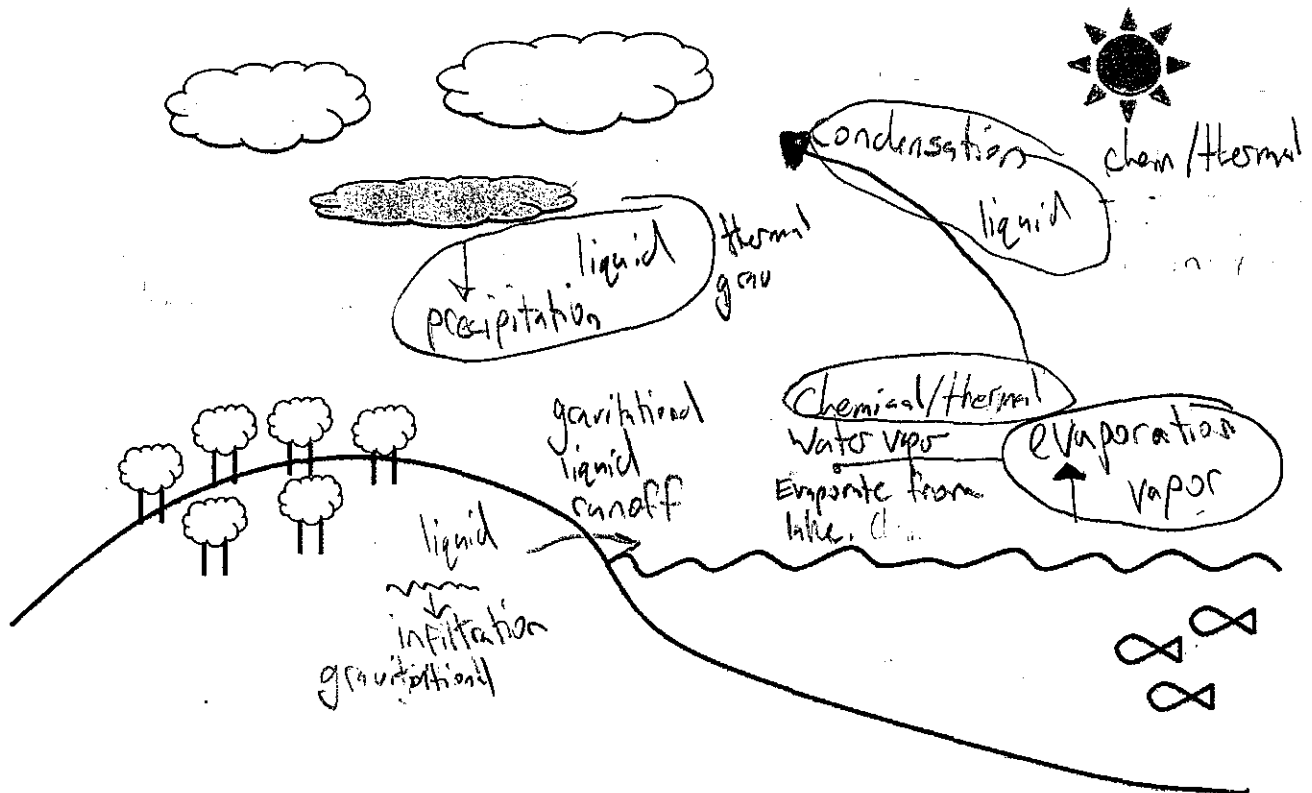 Condensation
liquid
chem/thermal
liquid
precipitation
thermal
grav
Chemical/thermal
Water vapor
Evaporate from
lake.
evaporation
vapor
gravitational
liquid
runoff
liquid
infiltration
gravitational